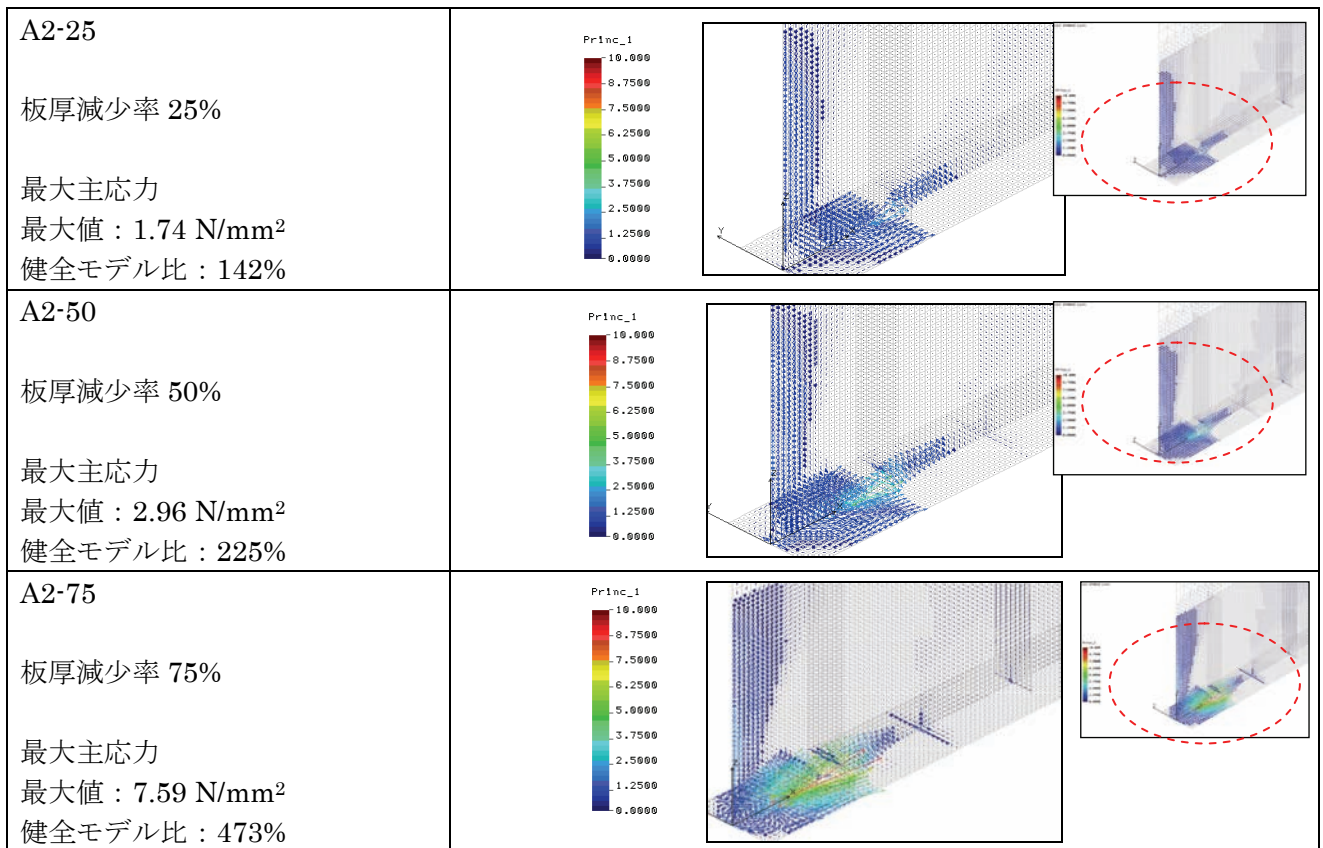 A2-25
板厚減少率 25%
最大主応力
最大値：1.74 N/mm²
健全モデル比：142%
Princ_1
10.000
8.7500
7.5000
6.2500
5.0000
3.7500
2.5000
1.2500
0.0000
Y
Z
A2-50
板厚減少率 50%
最大主応力
最大値：2.96 N/mm²
健全モデル比：225%
Princ_1
10.000
8.7500
7.5000
6.2500
5.0000
3.7500
2.5000
1.2500
0.0000
A2-75
板厚減少率 75%
最大主応力
最大値：7.59 N/mm²
健全モデル比：473%
Princ_1
10.000
8.7500
7.5000
6.2500
5.0000
3.7500
2.5000
1.2500
0.0000